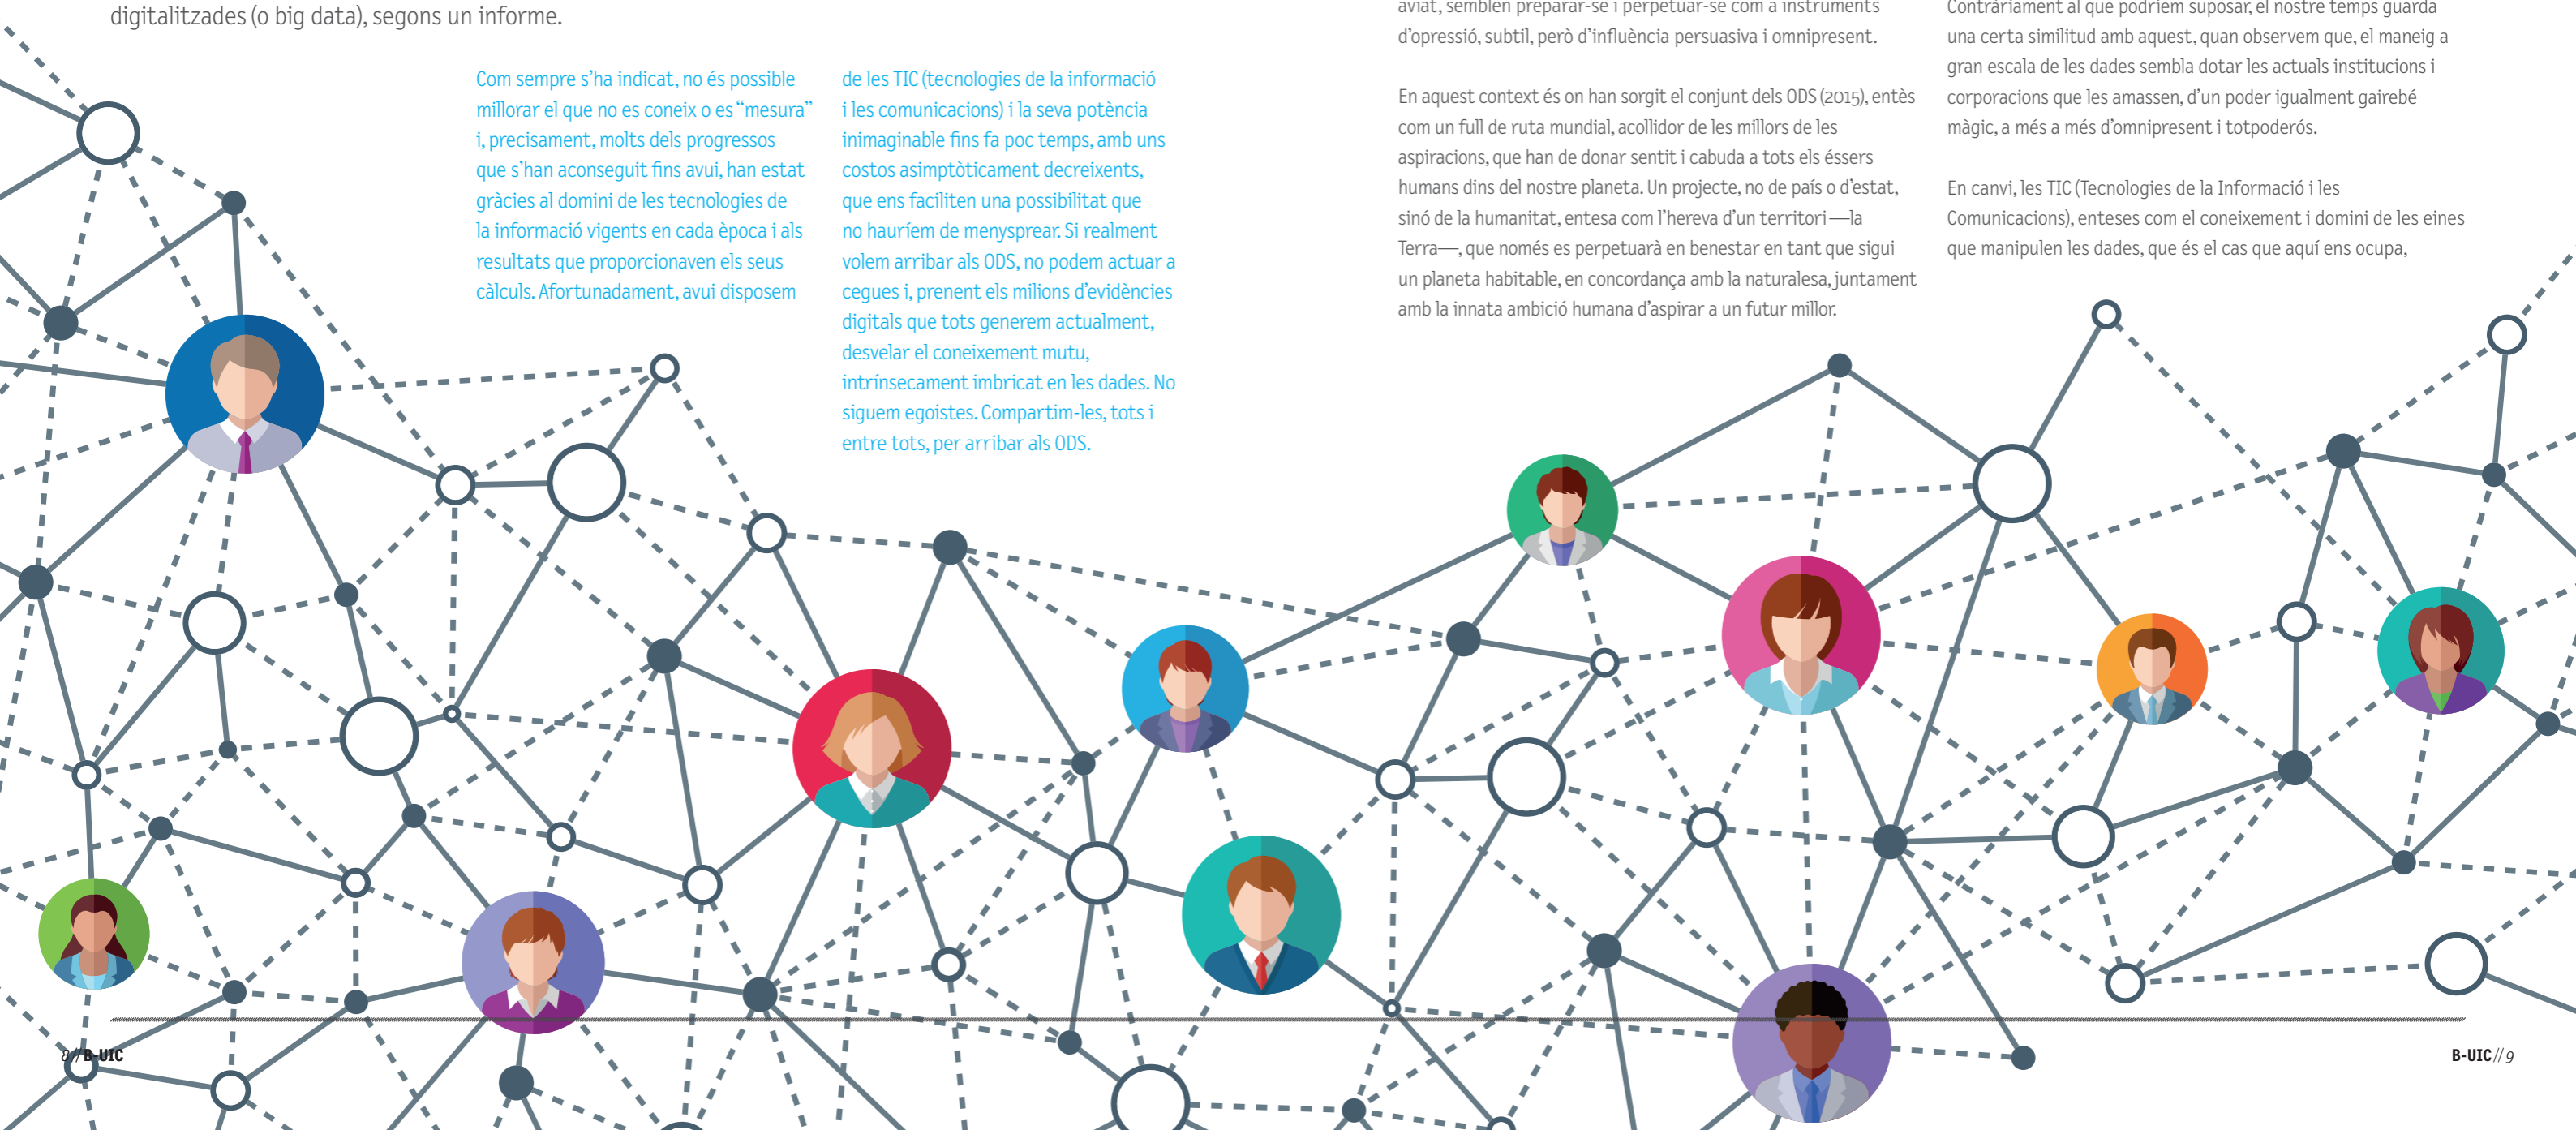 digitalitzades (o big data), segons un informe.
Com sempre s’ha indicat, no és possible
millorar el que no es coneix o es “mesura”
i, precisament, molts dels progressos
que s’han aconseguit fins avui, han estat
gràcies al domini de les tecnologies de
la informació vigents en cada època i als
resultats que proporcionaven els seus
càlculs. Afortunadament, avui disposem
de les TIC (tecnologies de la informació
i les comunicacions) i la seva potència
inimaginable fins fa poc temps, amb uns
costos asimptòticament decreixents,
que ens faciliten una possibilitat que
no hauríem de menysprear. Si realment
volem arribar als ODS, no podem actuar a
cegues i, prenent els milions d’evidències
digitals que tots generem actualment,
desvelar el coneixement mutu,
intrínsecament imbricat en les dades. No
siguem egoistes. Compartim-les, tots i
entre tots, per arribar als ODS.
aviat, semblen preparar-se i perpetuar-se com a instruments
d’opressió, subtil, però d’influència persuasiva i omnipresent.
En aquest context és on han sorgit el conjunt dels ODS (2015), entès
com un full de ruta mundial, acollidor de les millors de les
aspiracions, que han de donar sentit i cabuda a tots els éssers
humans dins del nostre planeta. Un projecte, no de país o d’estat,
sinó de la humanitat, entesa com l’hereva d’un territori —la
Terra—, que només es perpetuarà en benestar en tant que sigui
un planeta habitable, en concordança amb la naturalesa, juntament
amb la innata ambició humana d’aspirar a un futur millor.
Contràriament al que podríem suposar, el nostre temps guarda
una certa similitud amb aquest, quan observem que, el maneig a
gran escala de les dades sembla dotar les actuals institucions i
corporacions que les amassen, d’un poder igualment gairebé
màgic, a més a més d’omnipresent i totpoderós.
En canvi, les TIC (Tecnologies de la Informació i les
Comunicacions), enteses com el coneixement i domini de les eines
que manipulen les dades, que és el cas que aquí ens ocupa,
8//B-UIC
B-UIC//9